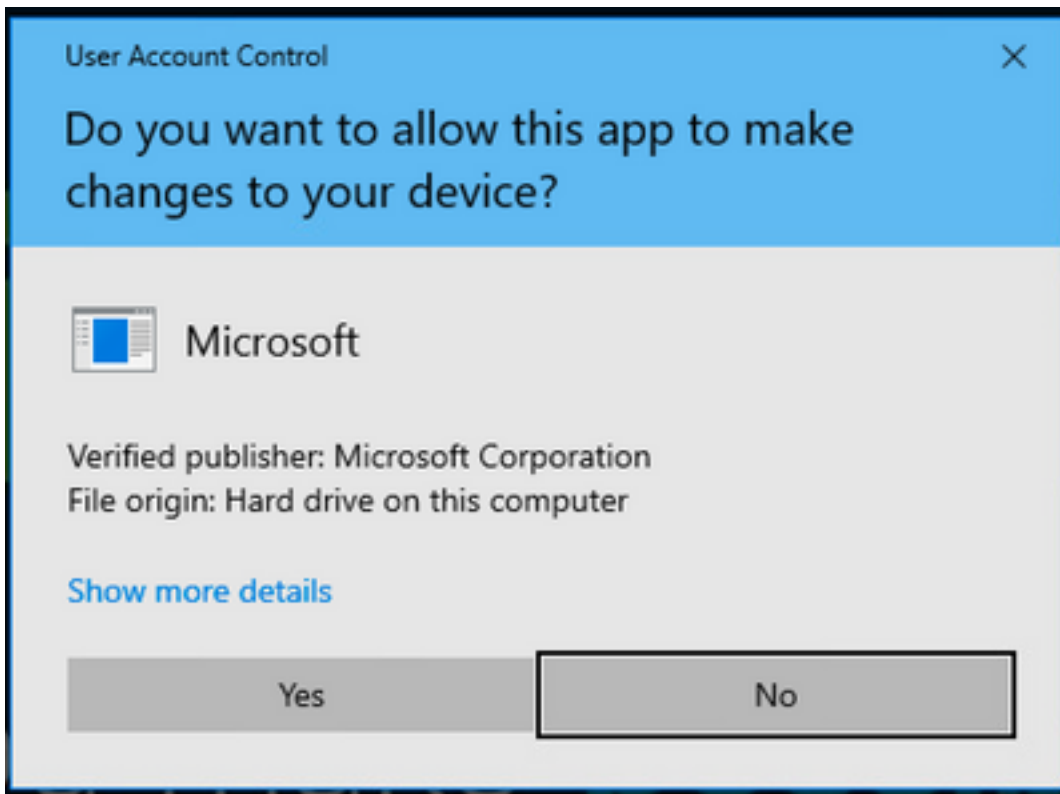 User Account Control
Do you want to allow this app to make
changes to your device?
Microsoft
Verified publisher: Microsoft Corporation
File origin: Hard drive on this computer
Show more details
Yes No